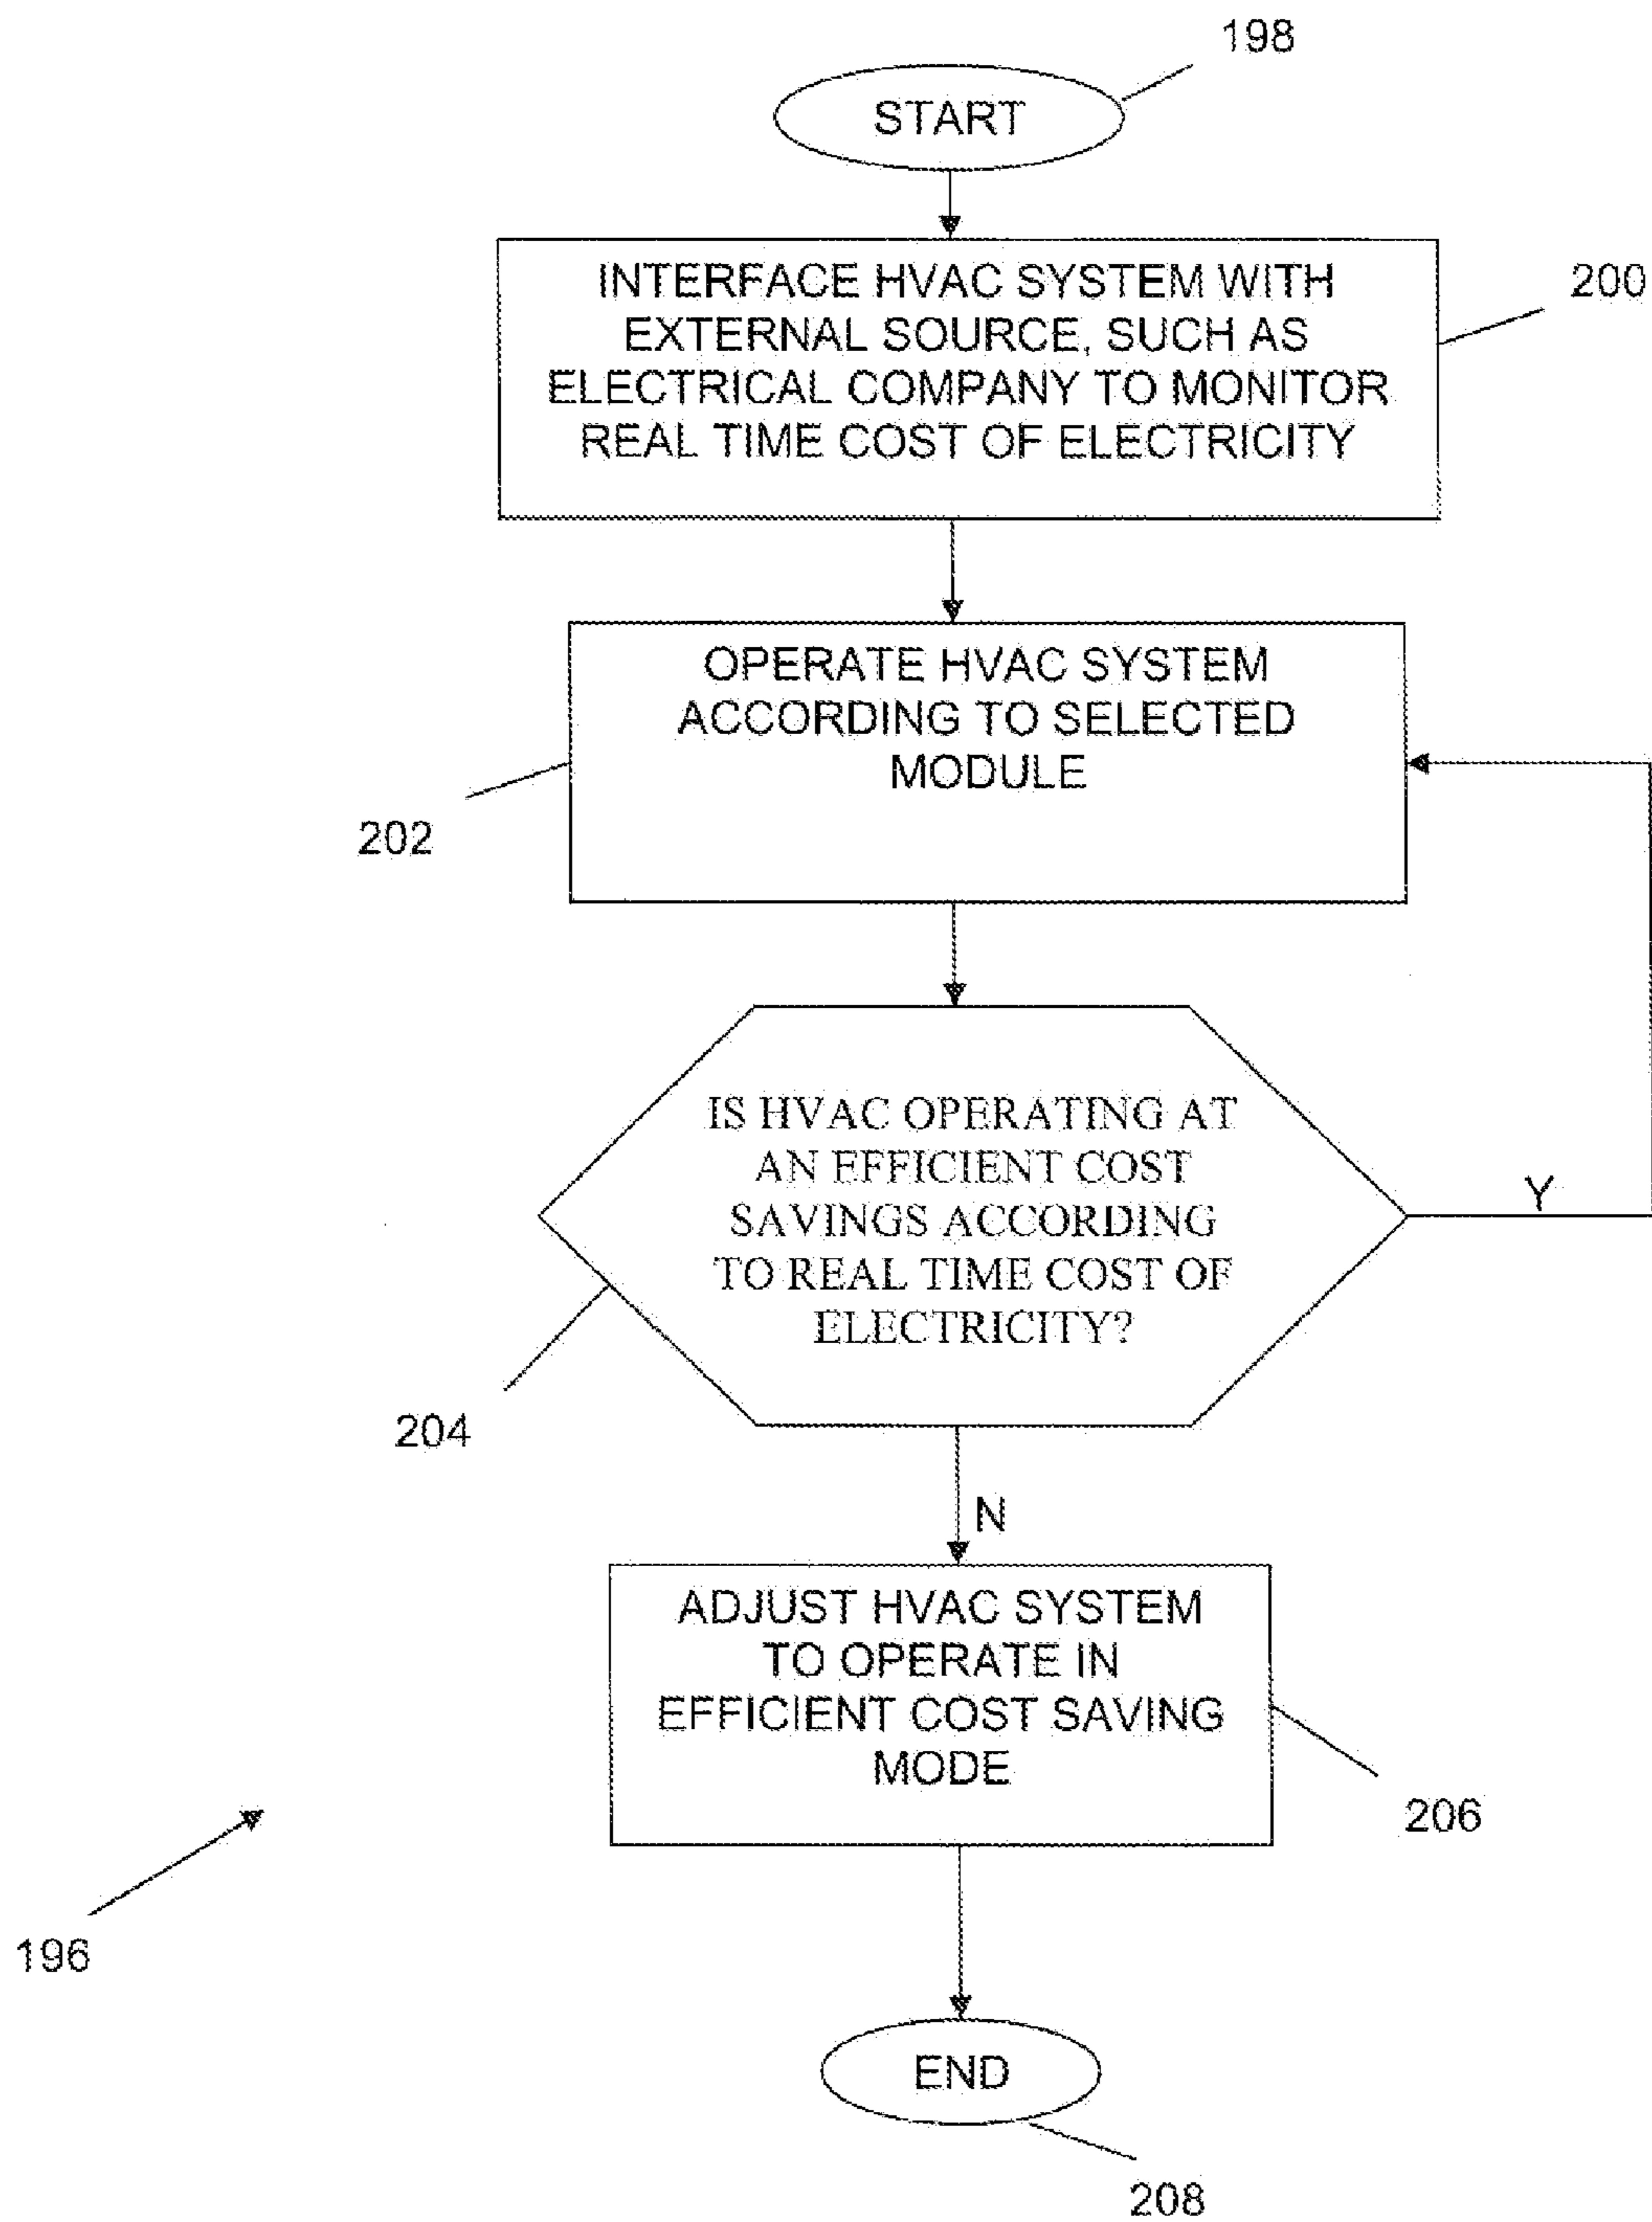 198
START
INTERFACE HVAC SYSTEM WITH
EXTERNAL SOURCE, SUCH AS
ELECTRICAL COMPANY TO MONITOR
REAL TIME COST OF ELECTRICITY
200
OPERATE HVAC SYSTEM
ACCORDING TO SELECTED
MODULE
202
IS HVAC OPERATING AT
AN EFFICIENT COST
SAVINGS ACCORDING
TO REAL TIME COST OF
ELECTRICITY?
Y
204
N
ADJUST HVAC SYSTEM
TO OPERATE IN
EFFICIENT COST SAVING
MODE
206
196
END
208